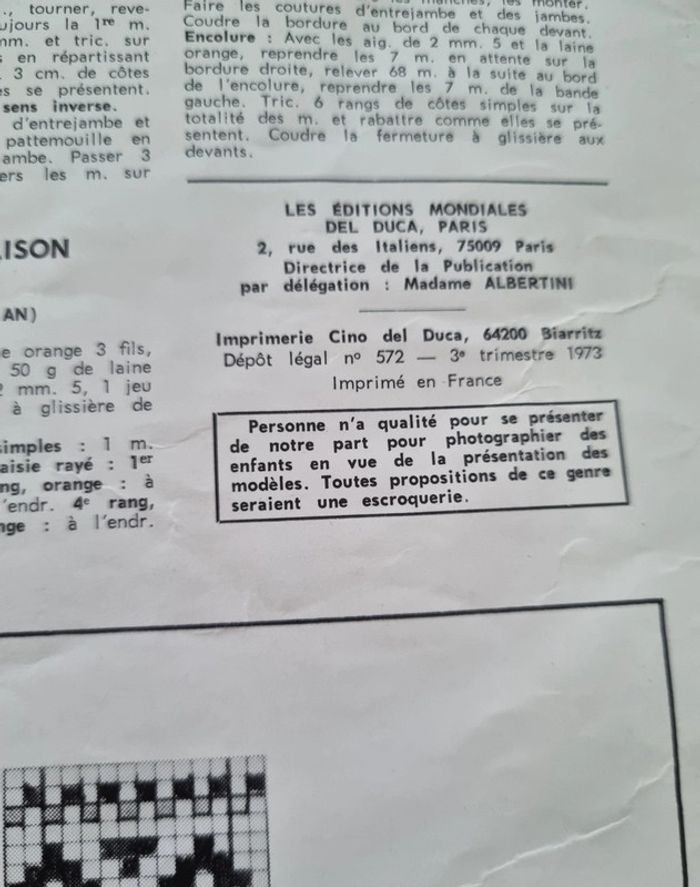 ., tourner, reve-
ujours la 1re m.
mm. et tric. sur
en répartissant
3 cm. de côtes
es se présentent.
sens inverse.
d'entrejambe et
pattemouille en
ambe. Passer 3
ers les m. sur
AISON
AN)
e orange 3 fils,
50 g de laine
2 mm. 5, 1 jeu
à glissière de
simples : 1 m.
aisie rayé : 1er
ng, orange : à
'endr. 4e rang,
nge : à l'endr.
Faire les coutures d'entrejambe et des jambes.
Coudre la bordure au bord de chaque devant.
Encolure : Avec les aig. de 2 mm. 5 et la laine
orange, reprendre les 7 m. en attente sur la
bordure droite, relever 68 m. à la suite au bord
de l'encolure, reprendre les 7 m. de la bande
gauche. Tric. 6 rangs de côtes simples sur la
totalité des m. et rabattre comme elles se pré-
sentent. Coudre la fermeture à glissière aux
devants.
LES ÉDITIONS MONDIALES
DEL DUCA, PARIS
2, rue des Italiens, 75009 Paris
Directrice de la Publication
par délégation : Madame ALBERTINI
Imprimerie Cino del Duca, 64200 Biarritz
Dépôt légal no 572 — 3e trimestre 1973
Imprimé en France
Personne n'a qualité pour se présenter
de notre part pour photographier des
enfants en vue de la présentation des
modèles. Toutes propositions de ce genre
seraient une escroquerie.